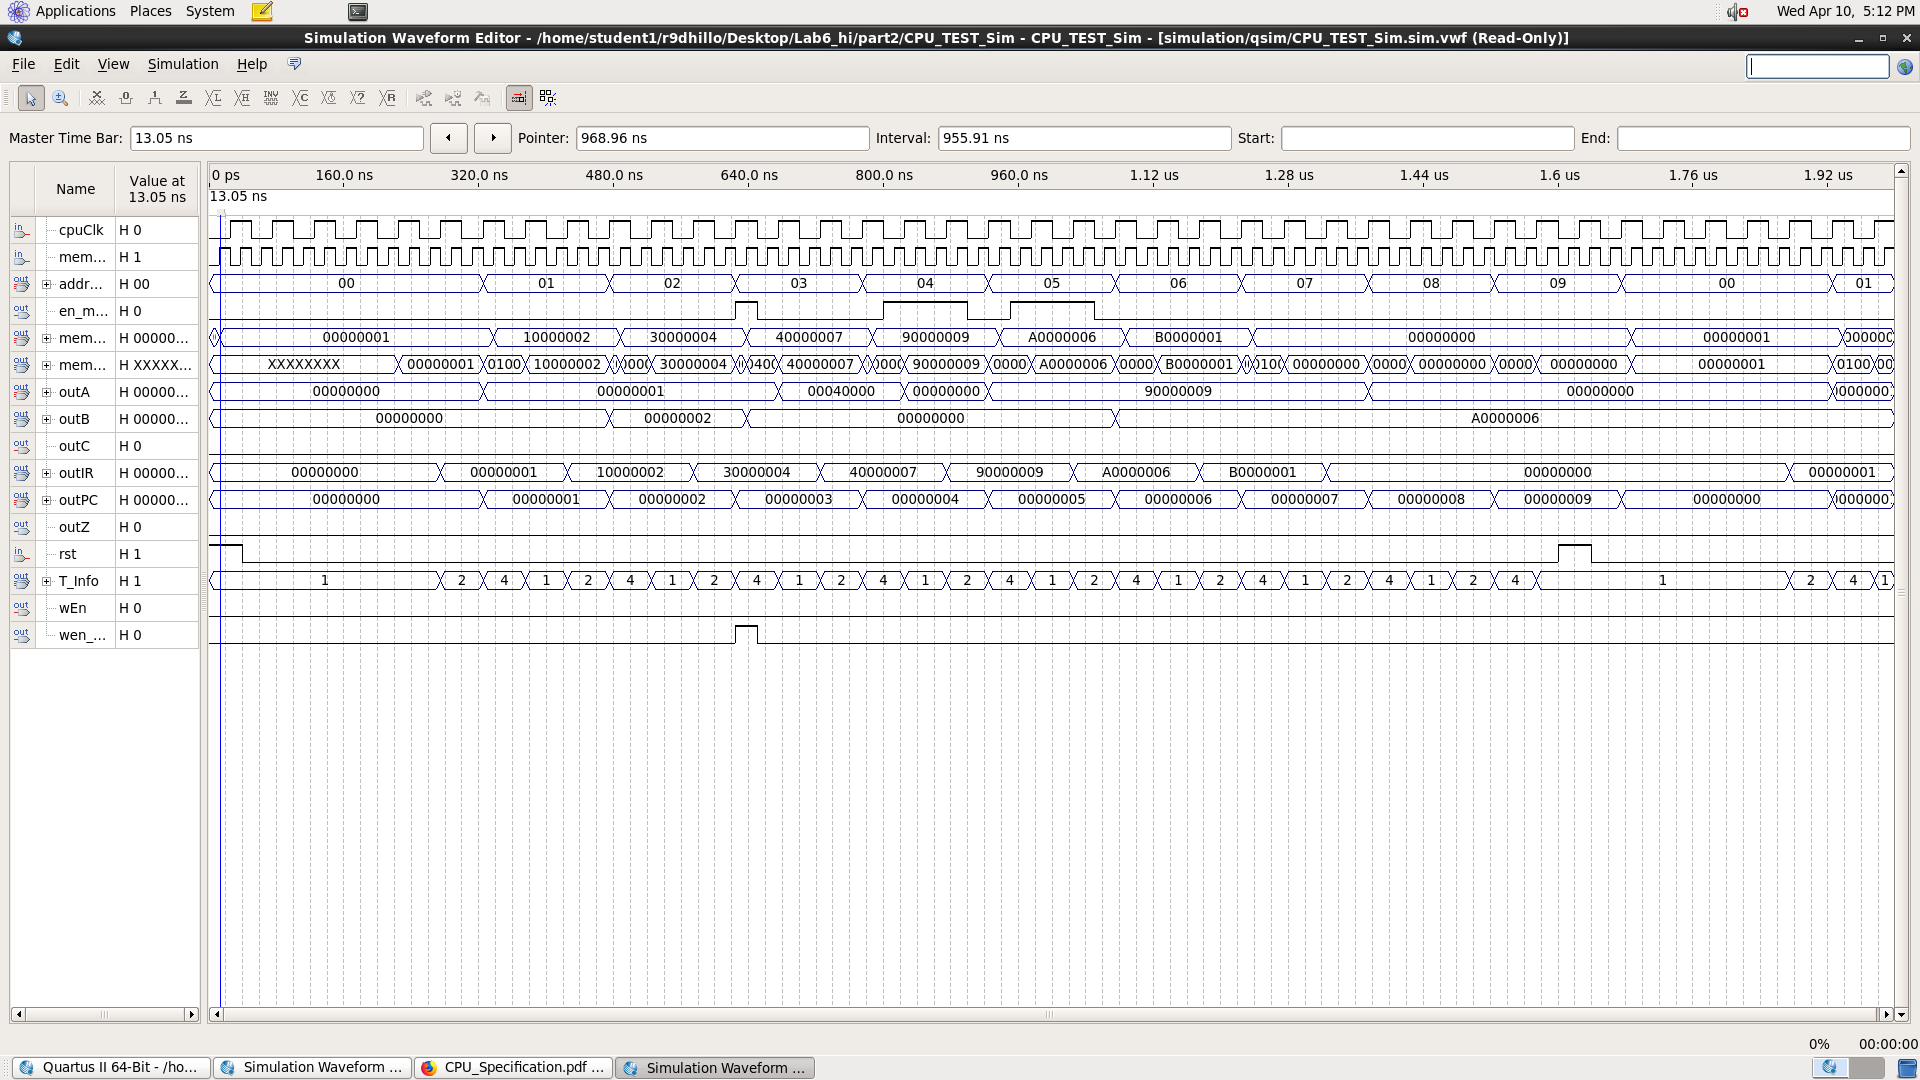 Applications Places System Wed Apr 10, 5:12 PM
Simulation Waveform Editor - /home/student1/r9dhillo/Desktop/Lab6_hi/part2/CPU_TEST_Sim - CPU_TEST_Sim - [simulation/qsim/CPU_TEST_Sim.sim.vwf (Read-Only)]
File Edit View Simulation Help
Master Time Bar: 13.05 ns Pointer: 968.96 ns Interval: 955.91 ns Start: End:
Name Value at 13.05 ns
0 ps 160.0 ns 320.0 ns 480.0 ns 640.0 ns 800.0 ns 960.0 ns 1.12 us 1.28 us 1.44 us 1.6 us 1.76 us 1.92 us
13.05 ns
cpuClk H 0
mem... H 1
addr... H 00 00 01 02 03 04 05 06 07 08 09 00 01
en_m... H 0
mem... H 00000... 00000001 10000002 30000004 40000007 90000009 A0000006 B0000001 00000000 00000001
mem... H XXXXX... XXXXXXXX 00000001 0100 10000002 30000004 40000007 90000009 0000 A0000006 0000 B0000001 00000000 0000 00000000 0000 00000000 00000001 0100
outA H 00000... 00000000 00000001 00040000 00000000 90000009 00000000
outB H 00000... 00000000 00000002 00000000 A0000006
outC H 0
outIR H 00000... 00000000 00000001 10000002 30000004 40000007 90000009 A0000006 B0000001 00000000 00000001
outPC H 00000... 00000000 00000001 00000002 00000003 00000004 00000005 00000006 00000007 00000008 00000009 00000000
outZ H 0
rst H 1
T_Info H 1 1 2 4 1 2 4 1 2 4 1 2 4 1 2 4 1 2 4 1 2 4 1 2 4 1 2 4 1 2 4 1
wEn H 0
wen_... H 0
0% 00:00:00
Quartus II 64-Bit - /ho... Simulation Waveform ... CPU_Specification.pdf ... Simulation Waveform ...